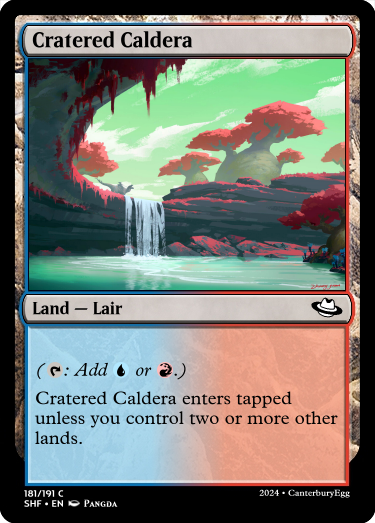 Cratered Caldera
Land — Lair
( : Add or .)
Cratered Caldera enters tapped
unless you control two or more other
lands.
181/191 C
SHF • EN Pangda
2024 • CanterburyEgg